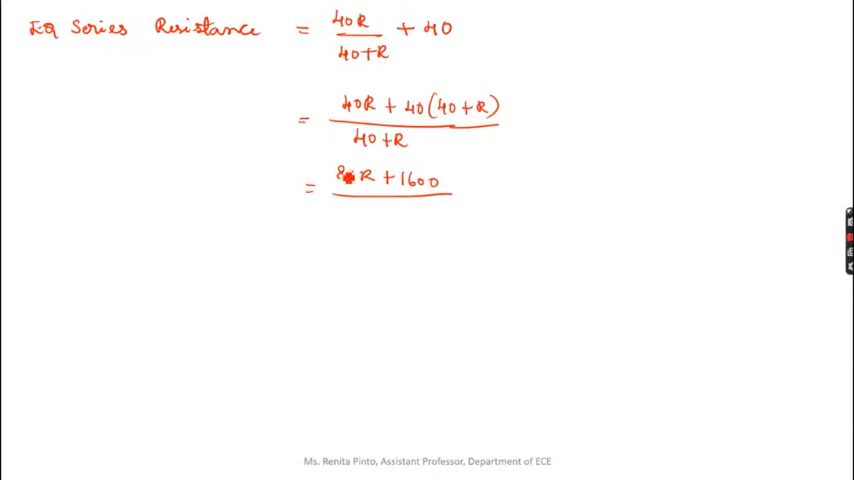 Eq Series Resistance = 40R / 40+R + 40
= 40R + 40(40+R) / 40+R
= 80R + 1600
Ms. Renita Pinto, Assistant Professor, Department of ECE